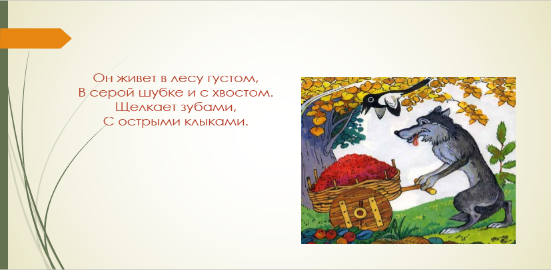 Он живет в лесу густом,
В серой шубке и с хвостом.
Щелкает зубами,
С острыми клыками.